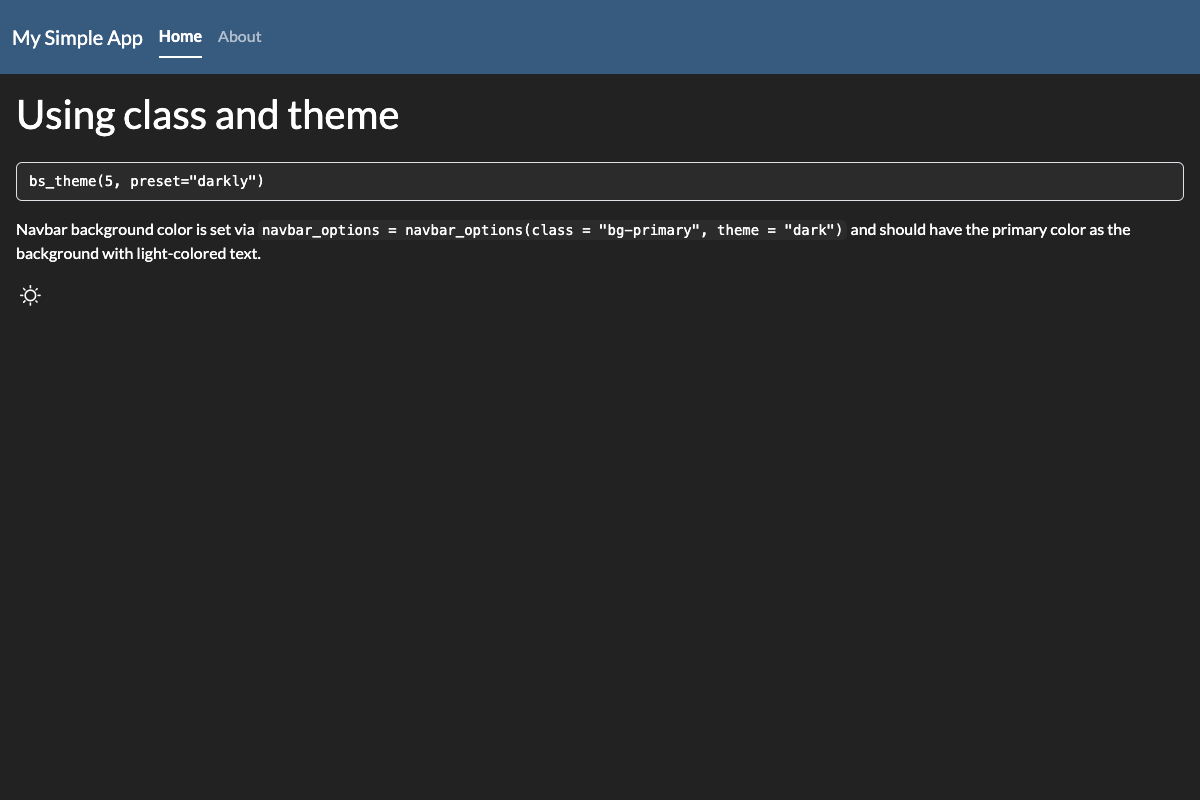 My Simple App Home About
Using class and theme
bs_theme(5, preset="darkly")
Navbar background color is set via navbar_options = navbar_options(class = "bg-primary", theme = "dark") and should have the primary color as the
background with light-colored text.